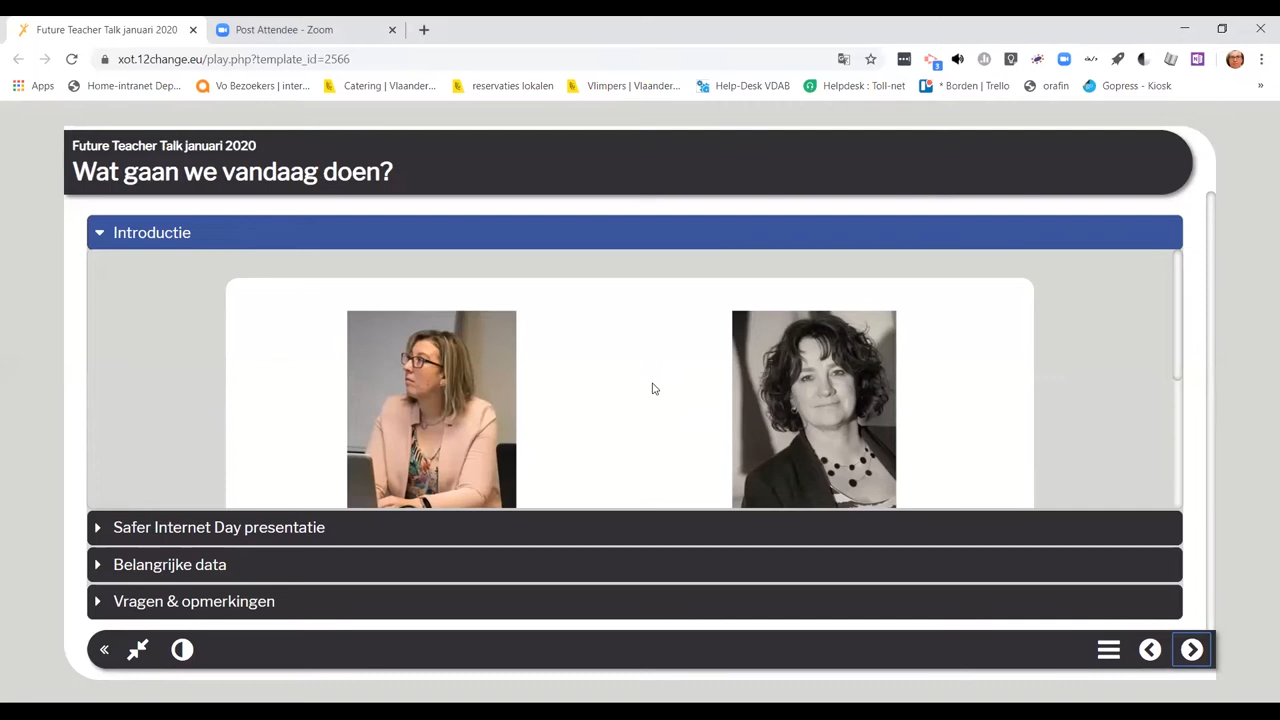 Future Teacher Talk januari 2020
Post Attendee - Zoom
xot.12change.eu/play.php?template_id=2566
3
Apps
Home-intranet Dep...
Vo Bezoekers | inter...
Catering | Vlaander...
reservaties lokalen
Vlimpers | Vlaander...
Help-Desk VDAB
Helpdesk : Toll-net
* Borden | Trello
orafin
Gopress - Kiosk
»
Future Teacher Talk januari 2020
Wat gaan we vandaag doen?
Introductie
Safer Internet Day presentatie
Belangrijke data
Vragen & opmerkingen